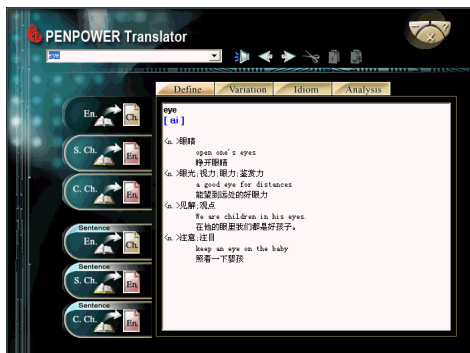 PENPOWER Translator
eye
Define Variation Idiom Analysis
En. Ch.
S. Ch. En.
C. Ch. En.
Sentence
En. Ch.
Sentence
S. Ch. En.
Sentence
C. Ch. En.
eye
[ ai ]
<n. >眼睛
open one's eyes
睁开眼睛
<n. >眼光;视力;眼力;鉴赏力
a good eye for distances
能望到远处的好眼力
<n. >见解;观点
We are children in his eyes.
在他的眼里我们都是好孩子。
<n. >注意;注目
keep an eye on the baby
照看一下婴孩